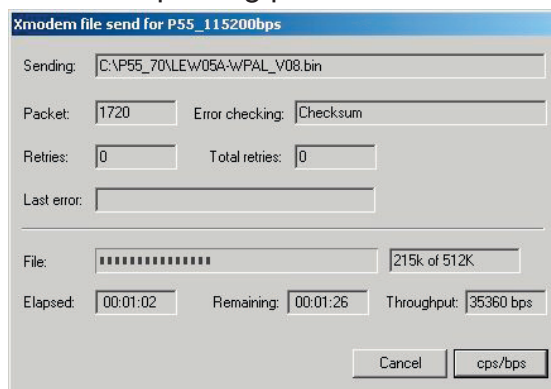 Xmodem file send for P55_115200bps
Sending: C:\P55_70\LEW05A-WPAL_V08.bin
Packet: 1720 Error checking: Checksum
Retries: 0 Total retries: 0
Last error:
File: 215k of 512K
Elapsed: 00:01:02 Remaining: 00:01:26 Throughput: 35360 bps
Cancel cps/bps